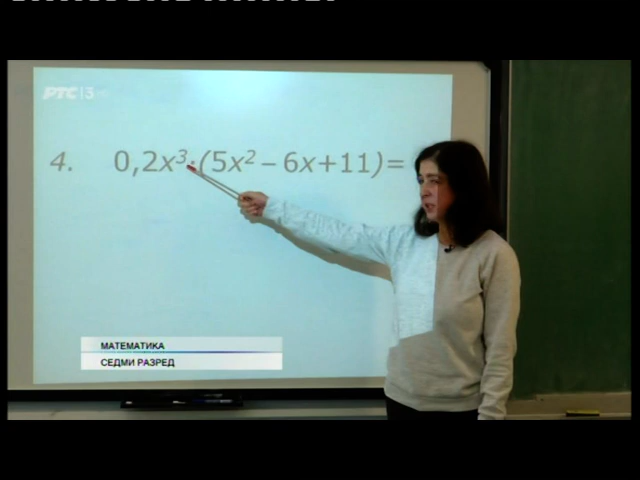 РТС 3
4. 0,2x³·(5x² – 6x+11)=
МАТЕМАТИКА
СЕДМИ РАЗРЕД